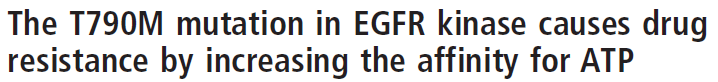 The T790M mutation in EGFR kinase causes drug
resistance by increasing the affinity for ATP